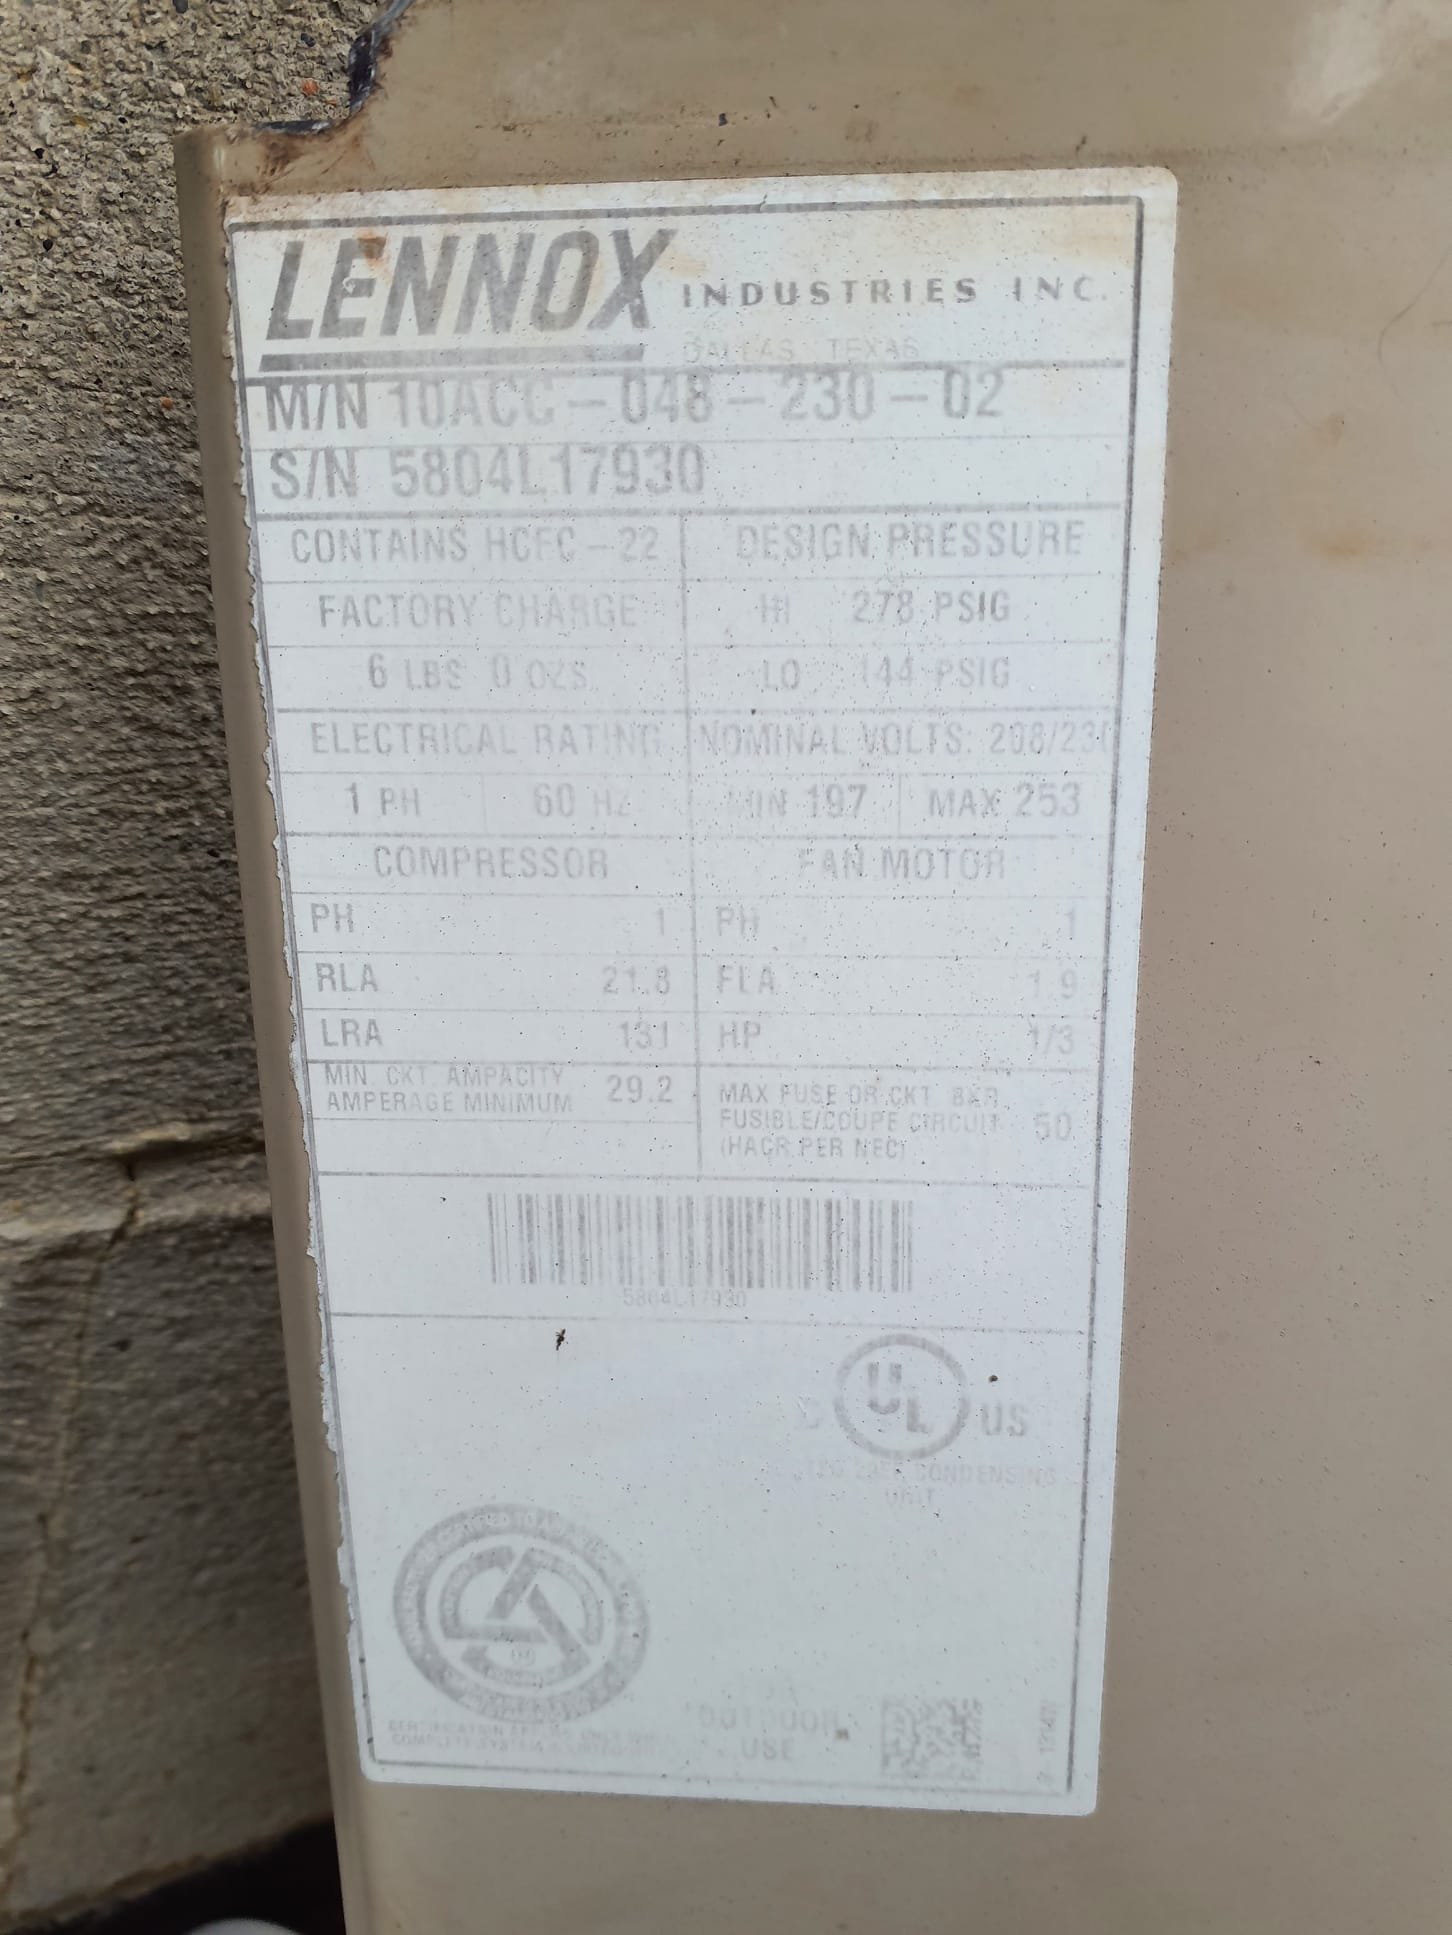 LENNOX INDUSTRIES INC.
DALLAS, TEXAS
M/N 10ACC-048-230-02
S/N 5804L17930
CONTAINS HCFC-22 DESIGN PRESSURE
FACTORY CHARGE HI 278 PSIG
6 LBS 0 OZS LO 144 PSIG
ELECTRICAL RATING NOMINAL VOLTS: 208/230
1 PH 60 HZ MIN 197 MAX 253
COMPRESSOR FAN MOTOR
PH 1 PH 1
RLA 21.8 FLA 1.9
LRA 131 HP 1/3
MIN. CKT. AMPACITY
AMPERAGE MINIMUM 29.2
MAX FUSE OR CKT. BKR
FUSIBLE/COUPE CIRCUIT 50
(HACR PER NEC)
5804L17930
C UL US
CONDENSING
UNIT
OUTDOOR
USE